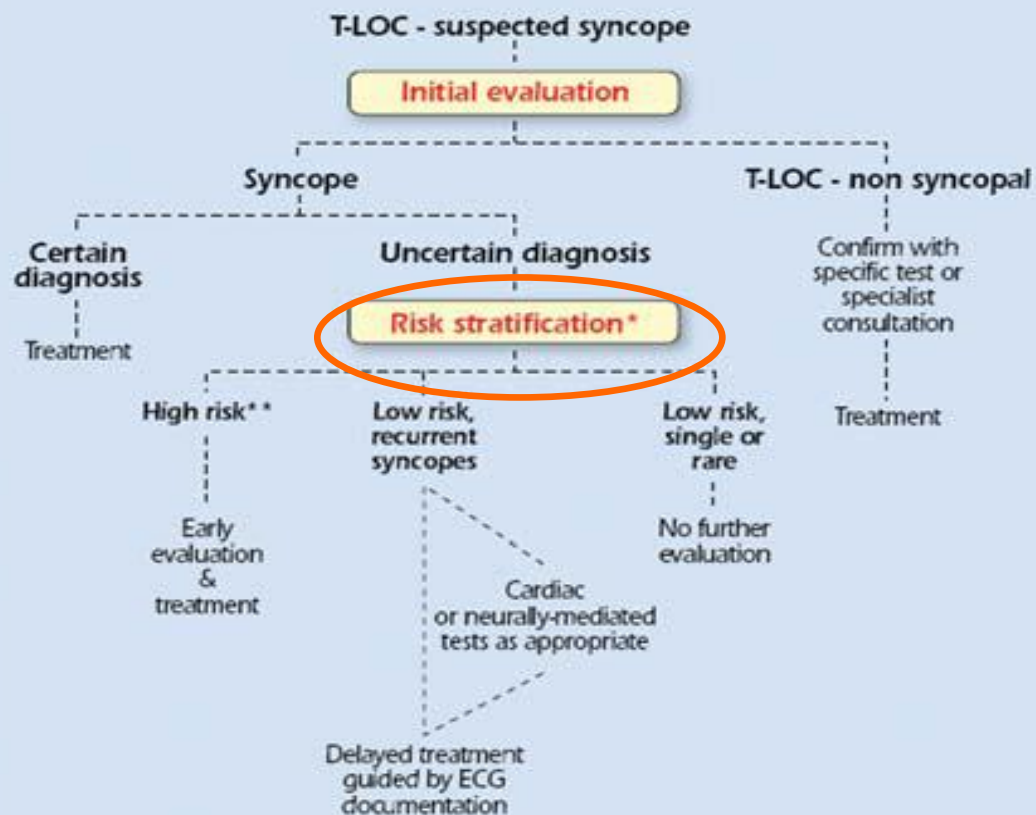 T-LOC - suspected syncope
Initial evaluation
Syncope
T-LOC - non syncopal
Certain
diagnosis
Uncertain diagnosis
Confirm with
specific test or
specialist
consultation
Risk stratification*
Treatment
High risk**
Low risk,
recurrent
syncopes
Low risk,
single or
rare
Treatment
Early
evaluation
&
treatment
No further
evaluation
Cardiac
or neurally-mediated
tests as appropriate
Delayed treatment
guided by ECG
documentation